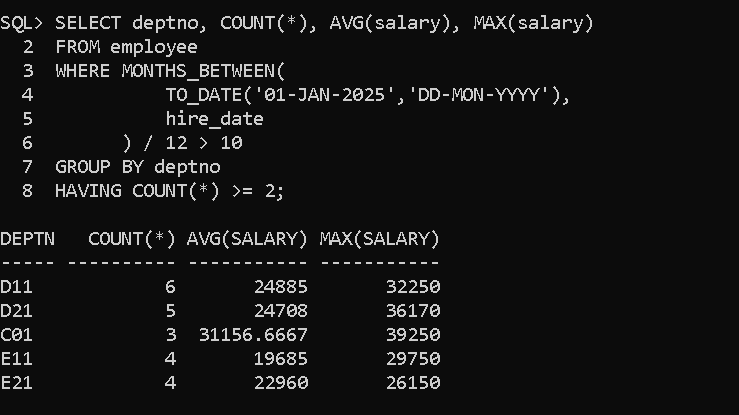 SQL> SELECT deptno, COUNT(*), AVG(salary), MAX(salary)
  2  FROM employee
  3  WHERE MONTHS_BETWEEN(
  4            TO_DATE('01-JAN-2025','DD-MON-YYYY'),
  5            hire_date
  6        ) / 12 > 10
  7  GROUP BY deptno
  8  HAVING COUNT(*) >= 2;

DEPTN   COUNT(*) AVG(SALARY) MAX(SALARY)
----- ---------- ----------- -----------
D11            6       24885       32250
D21            5       24708       36170
C01            3  31156.6667       39250
E11            4       19685       29750
E21            4       22960       26150